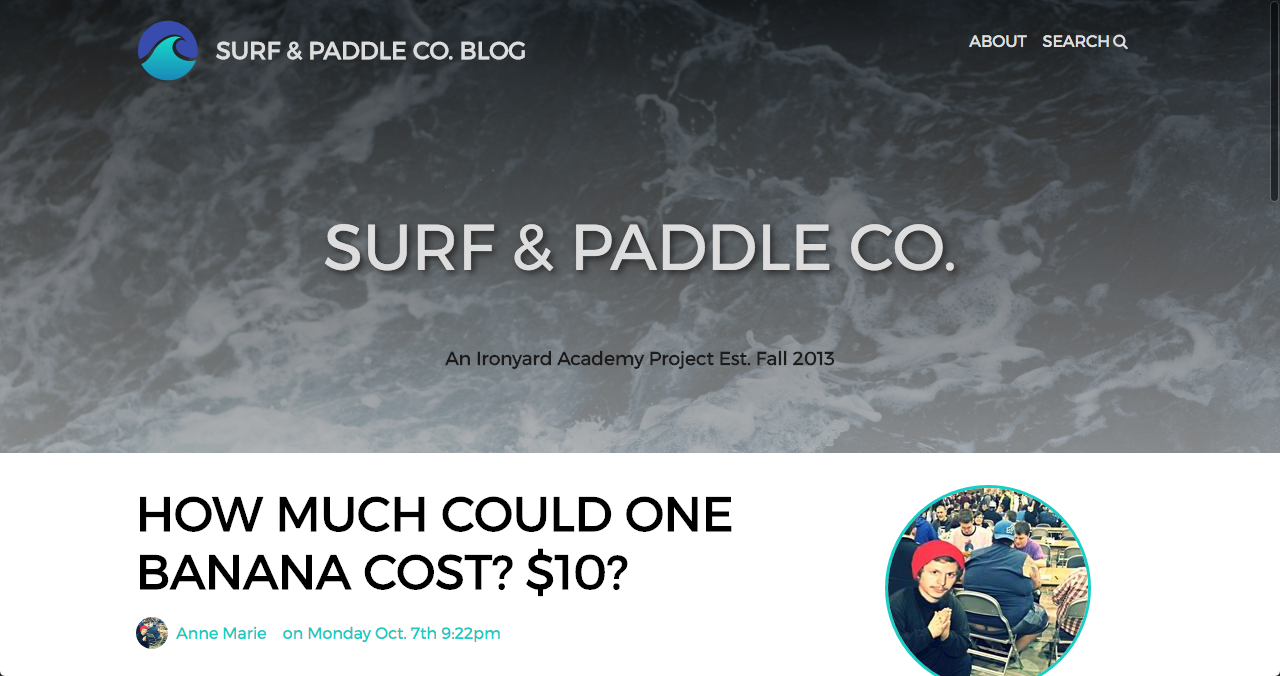 SURF & PADDLE CO. BLOG
ABOUT SEARCH
SURF & PADDLE CO.
An Ironyard Academy Project Est. Fall 2013
HOW MUCH COULD ONE
BANANA COST? $10?
Anne Marie on Monday Oct. 7th 9:22pm